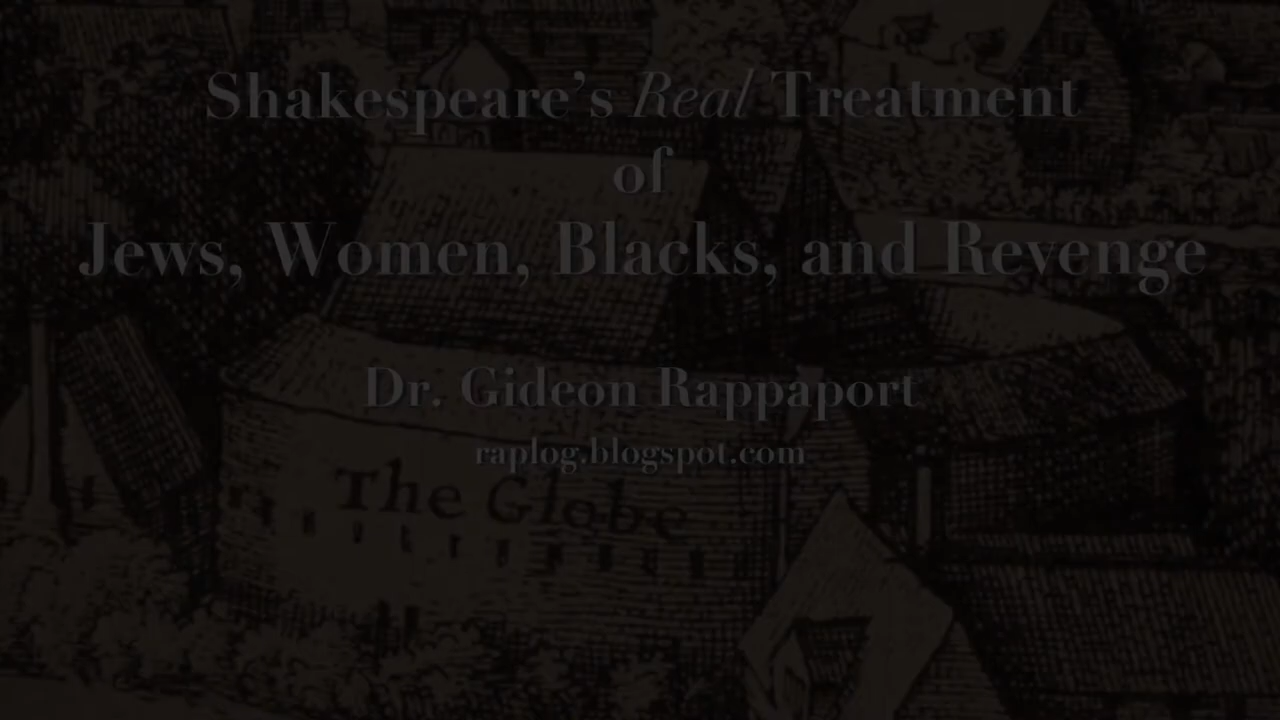 Shakespeare's Real Treatment
of
Jews, Women, Blacks, and Revenge
Dr. Gideon Rappaport
raplog.blogspot.com
The Globe